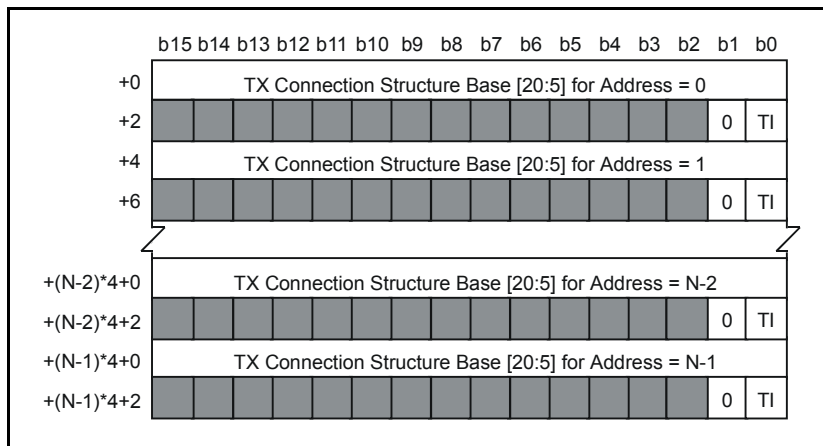 b15 b14 b13 b12 b11 b10 b9 b8 b7 b6 b5 b4 b3 b2 b1 b0
+0 TX Connection Structure Base [20:5] for Address = 0
+2 0 TI
+4 TX Connection Structure Base [20:5] for Address = 1
+6 0 TI
+(N-2)*4+0 TX Connection Structure Base [20:5] for Address = N-2
+(N-2)*4+2 0 TI
+(N-1)*4+0 TX Connection Structure Base [20:5] for Address = N-1
+(N-1)*4+2 0 TI